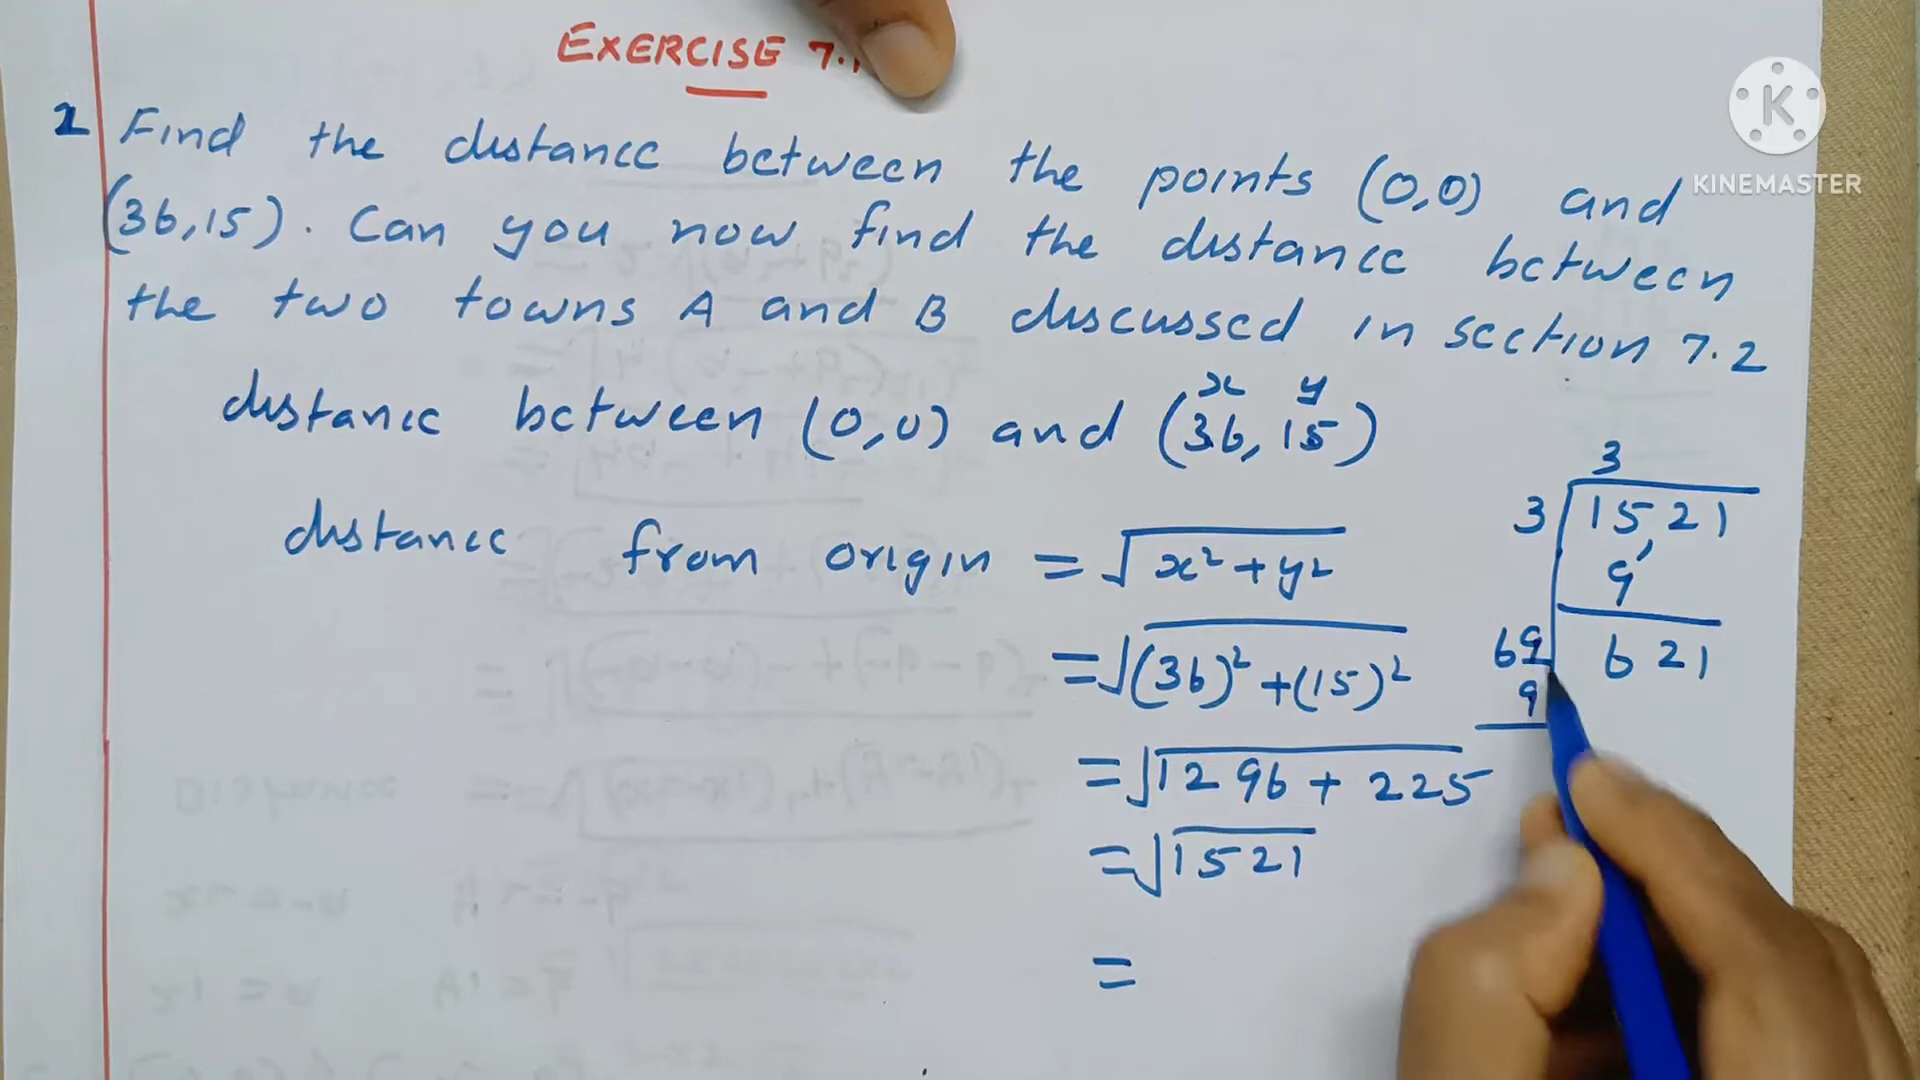 EXERCISE 7.
2 Find the distance between the points (0,0) and
(36,15). Can you now find the distance between
the two towns A and B discussed in section 7.2
distance between (0,0) and (36,15)
x y
distance from origin = √x²+y²
= √(36)²+(15)²
= √1296 + 225
= √1521
=
3
3 15,21
9
69 621
9
KINEMASTER